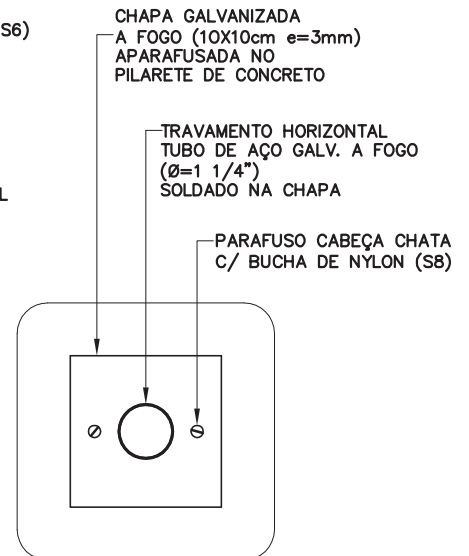 S6)
CHAPA GALVANIZADA
A FOGO (10X10cm e=3mm)
APARAFUSADA NO
PILARETE DE CONCRETO
TRAVAMENTO HORIZONTAL
TUBO DE AÇO GALV. A FOGO
(Ø=1 1/4")
SOLDADO NA CHAPA
L
PARAFUSO CABEÇA CHATA
C/ BUCHA DE NYLON (S8)